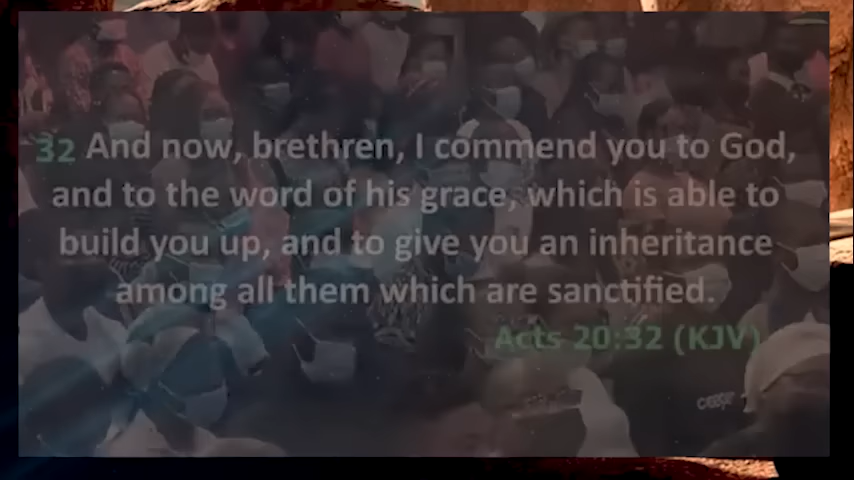 32 And now, brethren, I commend you to God,
and to the word of his grace, which is able to
build you up, and to give you an inheritance
among all them which are sanctified.
Acts 20:32 (KJV)